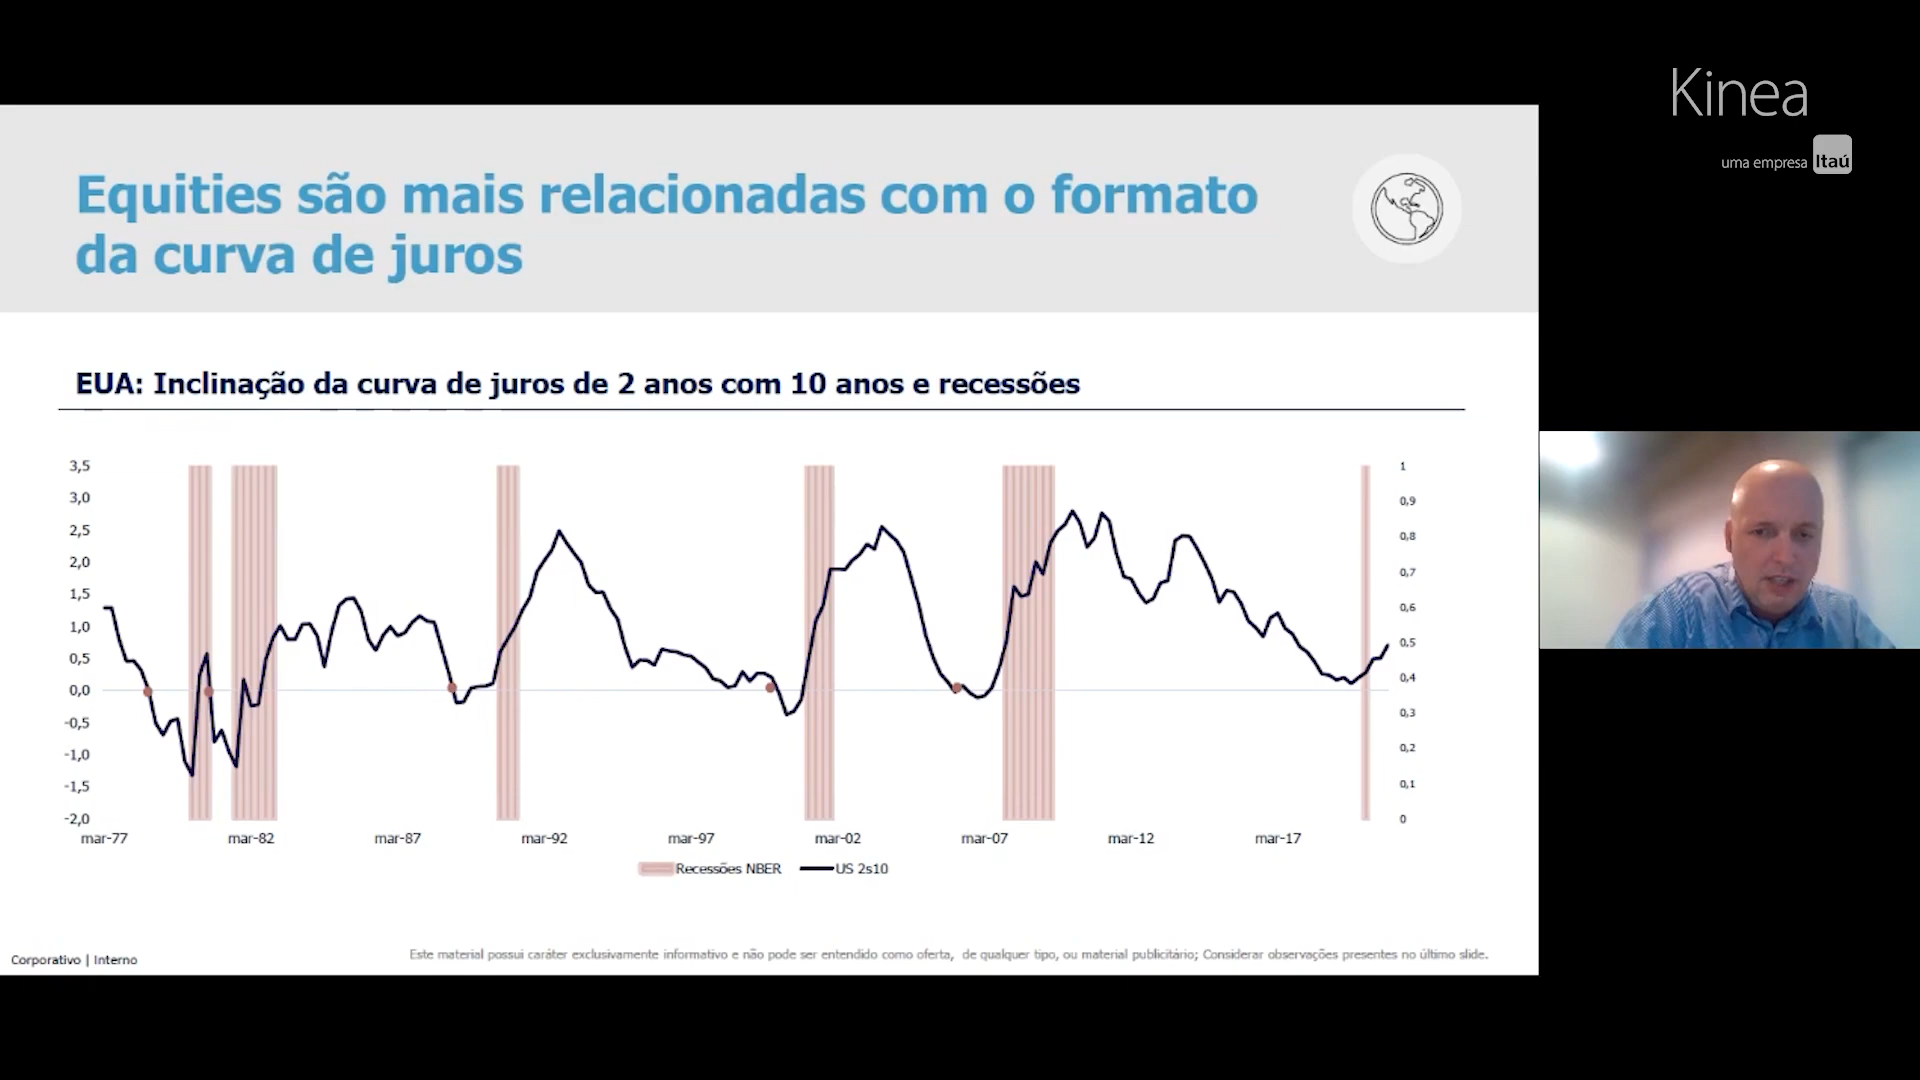 Kinea
uma empresa Itaú
Equities são mais relacionadas com o formato
da curva de juros
EUA: Inclinação da curva de juros de 2 anos com 10 anos e recessões
3,5
3,0
2,5
2,0
1,5
1,0
0,5
0,0
-0,5
-1,0
-1,5
-2,0
1
0,9
0,8
0,7
0,6
0,5
0,4
0,3
0,2
0,1
0
mar-77 mar-82 mar-87 mar-92 mar-97 mar-02 mar-07 mar-12 mar-17
Recessões NBER US 2s10
Este material possui caráter exclusivamente informativo e não pode ser entendido como oferta, de qualquer tipo, ou material publicitário; Considerar observações presentes no último slide.
Corporativo | Interno